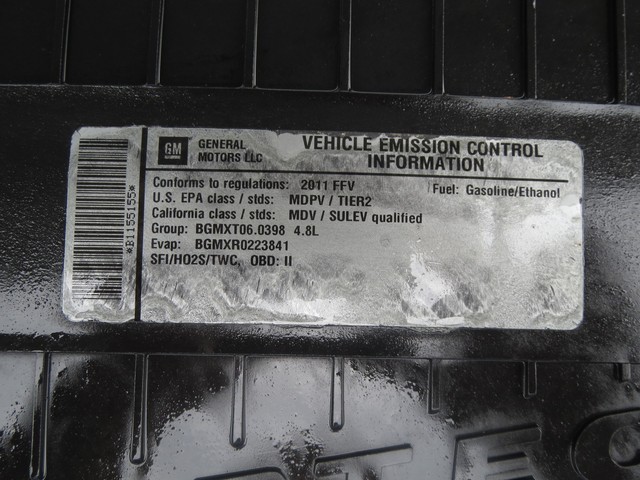 GM
GENERAL
MOTORS LLC
VEHICLE EMISSION CONTROL
INFORMATION
Conforms to regulations: 2011 FFV
Fuel: Gasoline/Ethanol
U.S. EPA class / stds: MDPV / TIER2
California class / stds: MDV / SULEV qualified
Group: BGMXT06.0398 4.8L
Evap: BGMXR0223841
SFI/HO2S/TWC, OBD: II
*B1155155*